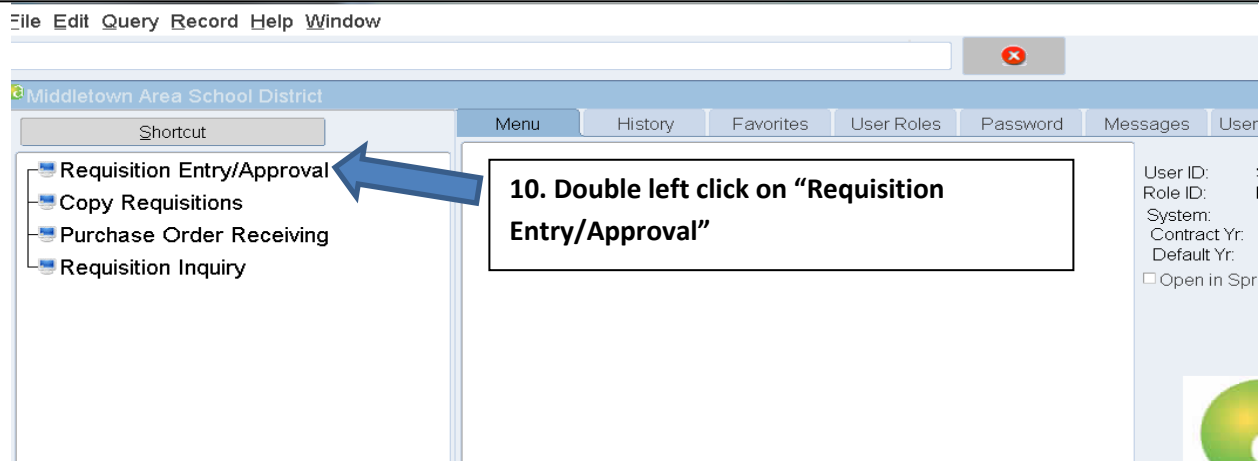 File Edit Query Record Help Window
Middletown Area School District
Shortcut
Menu History Favorites User Roles Password Messages User
Requisition Entry/Approval
Copy Requisitions
Purchase Order Receiving
Requisition Inquiry
10. Double left click on “Requisition
Entry/Approval”
User ID:
Role ID:
System:
Contract Yr:
Default Yr:
Open in Spr